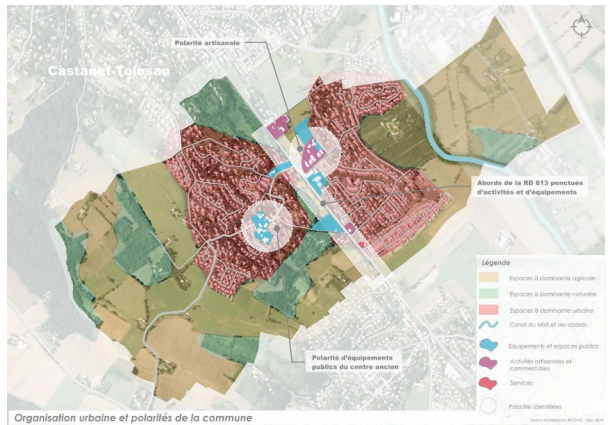 Polarité artisanale
Castanet-Tolosan
Abords de la RD 813 ponctués
d'activités et d'équipements
Légende
Espaces à dominante agricole
Espaces à dominante naturelle
Espaces à dominante urbaine
Canal du Midi et ses abords
Equipements et espaces publics
Activités artisanales et
commerciales
Services
Polarités identifiées
Polarité d'équipements
publics du centre ancien
Organisation urbaine et polarités de la commune